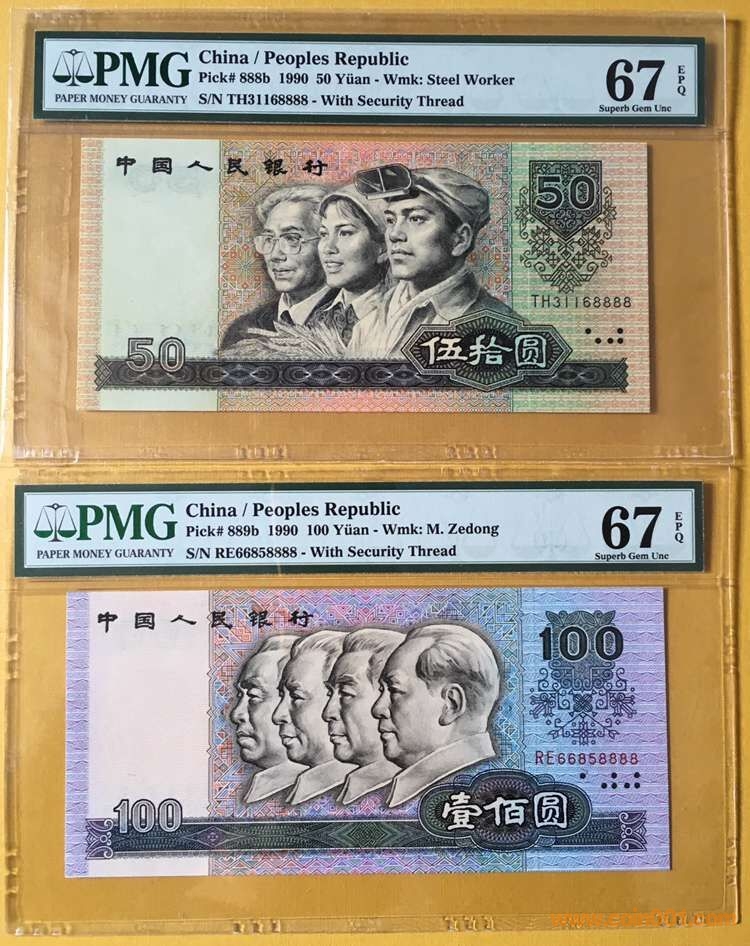 PMG
PAPER MONEY GUARANTY
China / Peoples Republic
Pick# 888b 1990 50 Yüan - Wmk: Steel Worker
S/N TH31168888 - With Security Thread
67 EPQ
Superb Gem Unc
中国人民银行
50
TH31168888
50
伍拾圆
PMG
PAPER MONEY GUARANTY
China / Peoples Republic
Pick# 889b 1990 100 Yüan - Wmk: M. Zedong
S/N RE66858888 - With Security Thread
67 EPQ
Superb Gem Unc
中国人民银行
100
RE66858888
100
壹佰圆